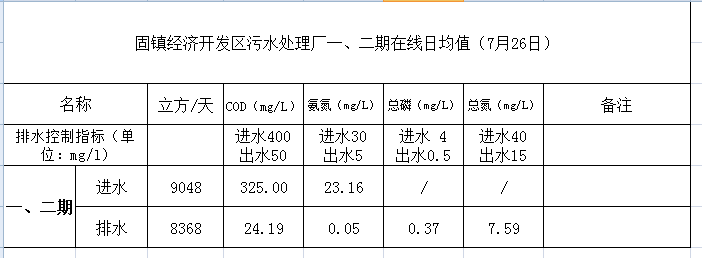 固镇经济开发区污水处理厂一、二期在线日均值（7月26日）
名称 立方/天 COD（mg/L） 氨氮（mg/L） 总磷（mg/L） 总氮（mg/L） 备注
排水控制指标（单 进水400 进水30 进水 4 进水40
位：mg/l） 出水50 出水5 出水0.5 出水15
一、二期 进水 9048 325.00 23.16 / /
排水 8368 24.19 0.05 0.37 7.59